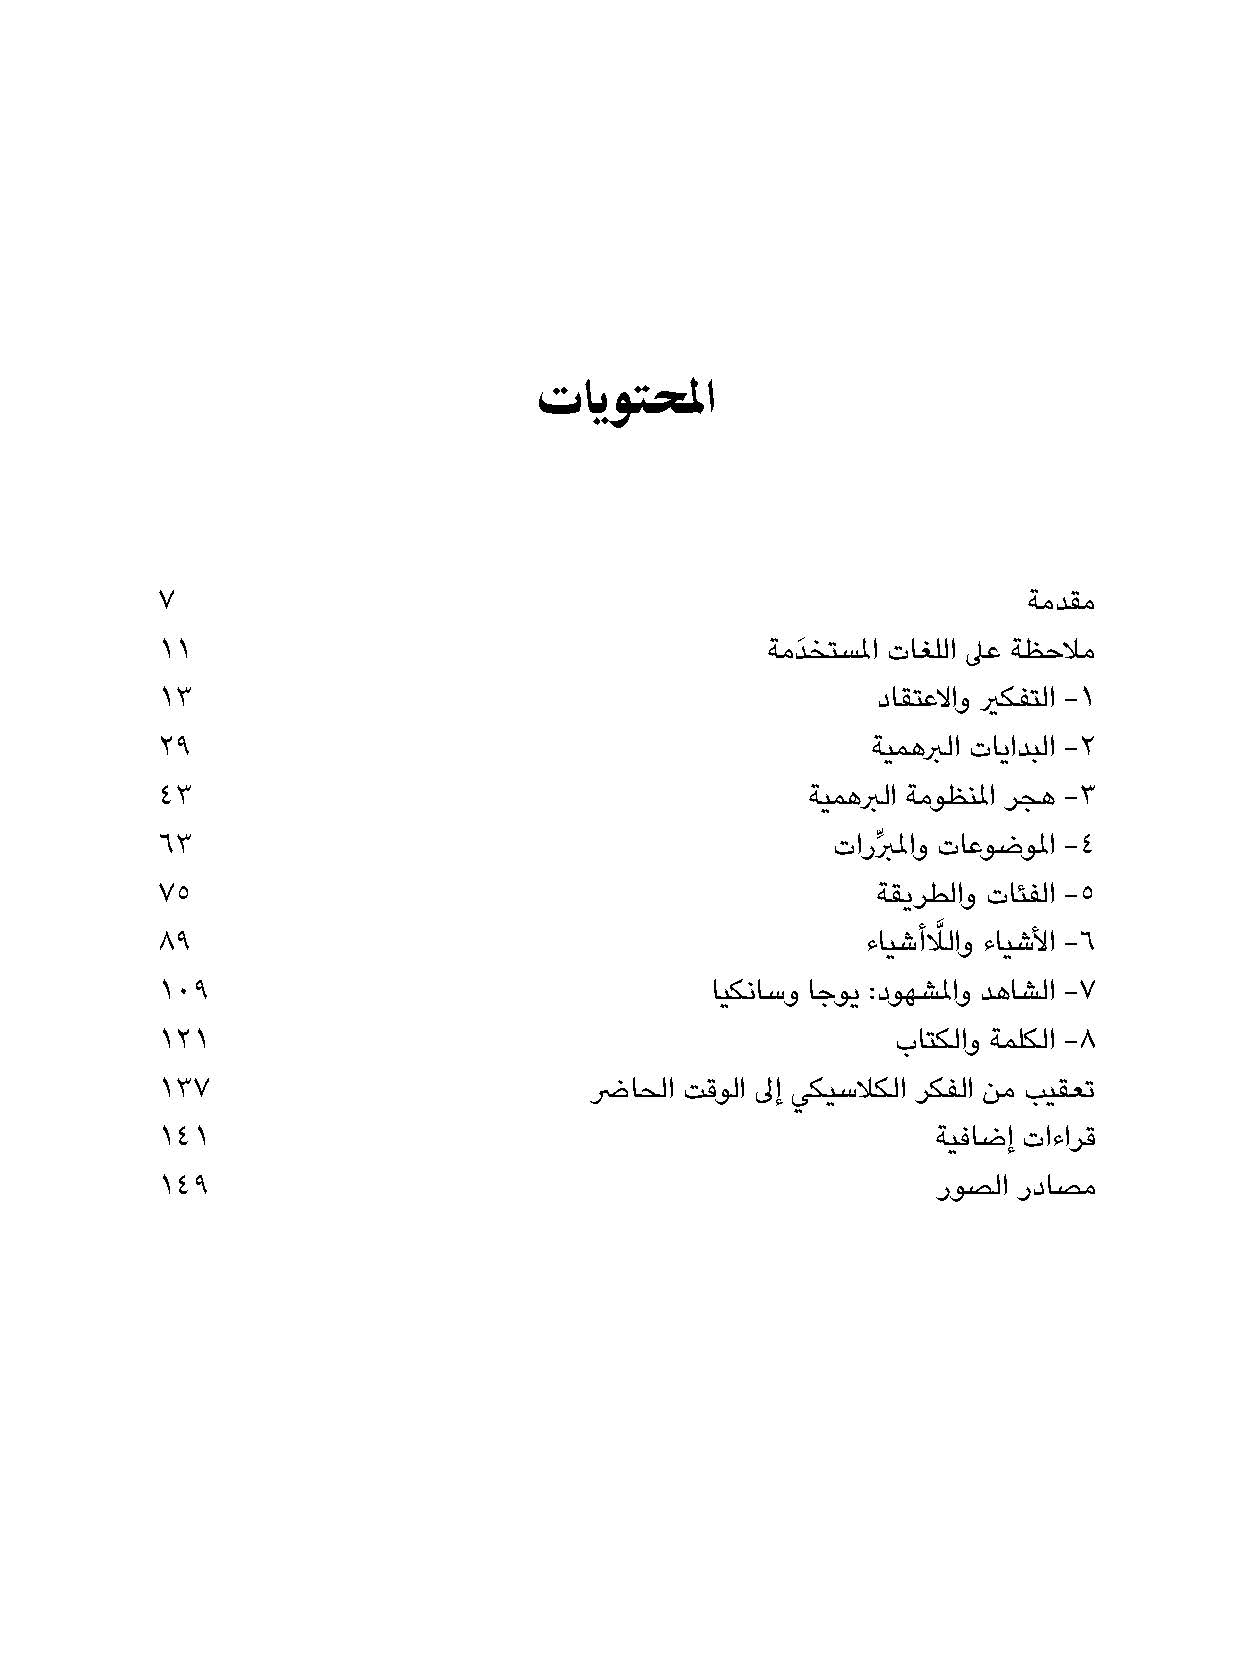 المحتويات
مقدمة ٧
ملاحظة على اللغات المستخدَمة ١١
١- التفكير والاعتقاد ١٣
٢- البدايات البرهمية ٢٩
٣- هجر المنظومة البرهمية ٤٣
٤- الموضوعات والمبرِّرات ٦٣
٥- الفئات والطريقة ٧٥
٦- الأشياء واللَّاأشياء ٨٩
٧- الشاهد والمشهود: يوجا وسانكيا ١٠٩
٨- الكلمة والكتاب ١٢١
تعقيب من الفكر الكلاسيكي إلى الوقت الحاضر ١٣٧
قراءات إضافية ١٤١
مصادر الصور ١٤٩